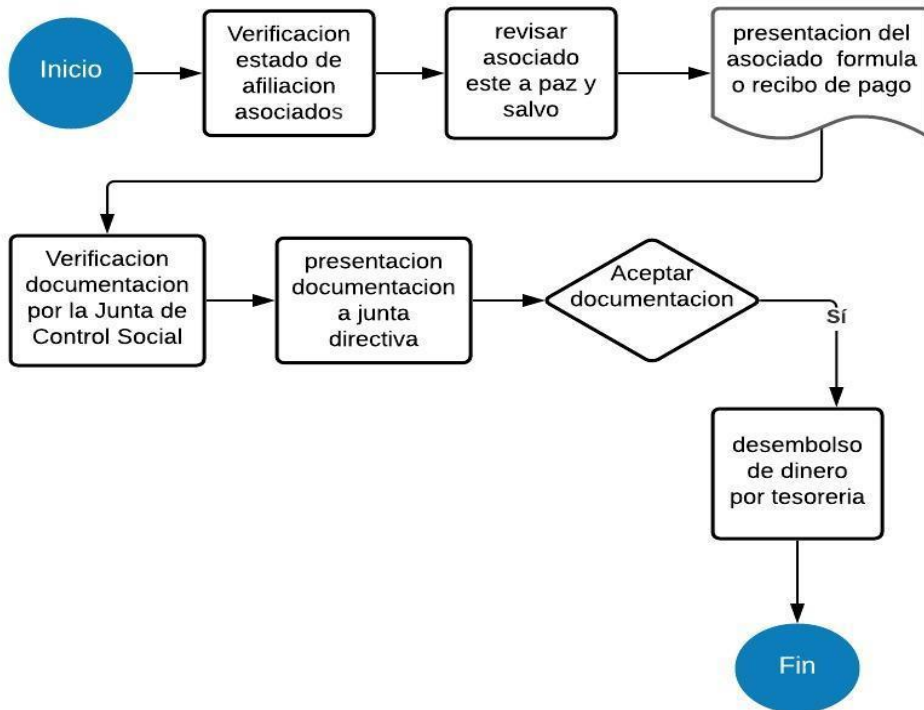 Inicio
Verificacion
estado de
afiliacion
asociados
revisar
asociado
este a paz y
salvo
presentacion del
asociado formula
o recibo de pago
Verificacion
documentacion
por la Junta de
Control Social
presentacion
documentacion
a junta
directiva
Aceptar
documentacion
Sí
desembolso
de dinero
por tesoreria
Fin